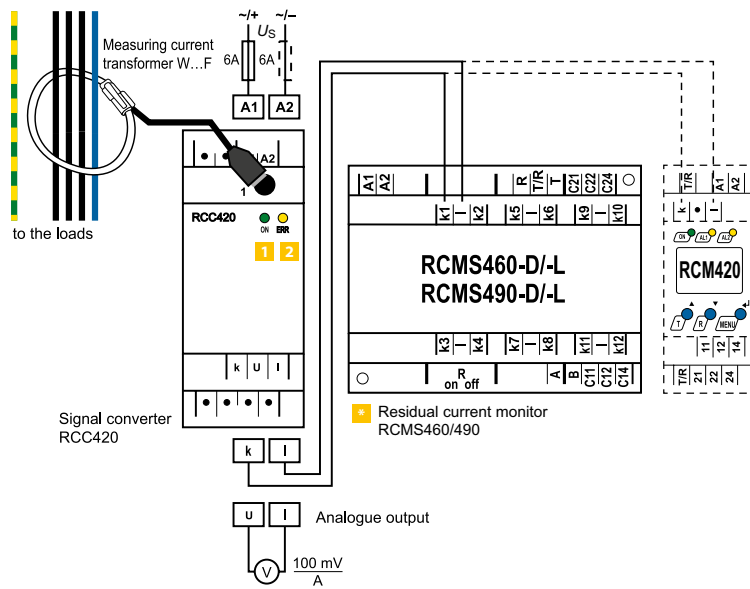 ~/+ ~/–
US
Measuring current
transformer W…F
6A 6A
A1 A2
A2
1
RCC420
ON ERR
1 2
to the loads
k U l
Signal converter
RCC420
k l
U l
Analogue output
V
100 mV
A
A1 A2 R T/R T C21 C22 C24
k1 l k2 k5 l k6 k9 l k10
RCMS460-D/-L
RCMS490-D/-L
k3 l k4 k7 l k8 k11 l k12
R
on off
A B C11 C12 C14
* Residual current monitor
RCMS460/490
T/R A1 A2
k l
ON AL1 AL2
RCM420
T R MENU
11 12 14
T/R 21 22 24